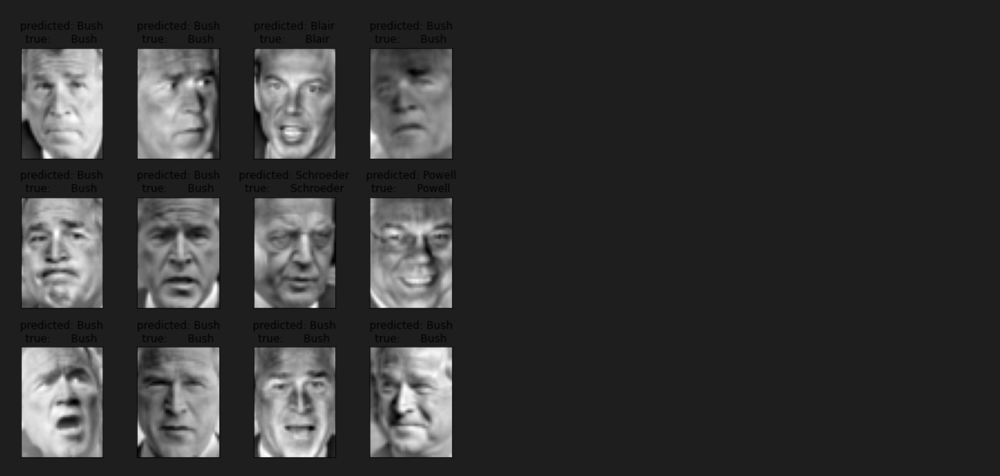 predicted: Bush predicted: Bush predicted: Blair predicted: Bush
true: Bush true: Bush true: Blair true: Bush
predicted: Bush predicted: Bush predicted: Schroeder predicted: Powell
true: Bush true: Bush true: Schroeder true: Powell
predicted: Bush predicted: Bush predicted: Bush predicted: Bush
true: Bush true: Bush true: Bush true: Bush